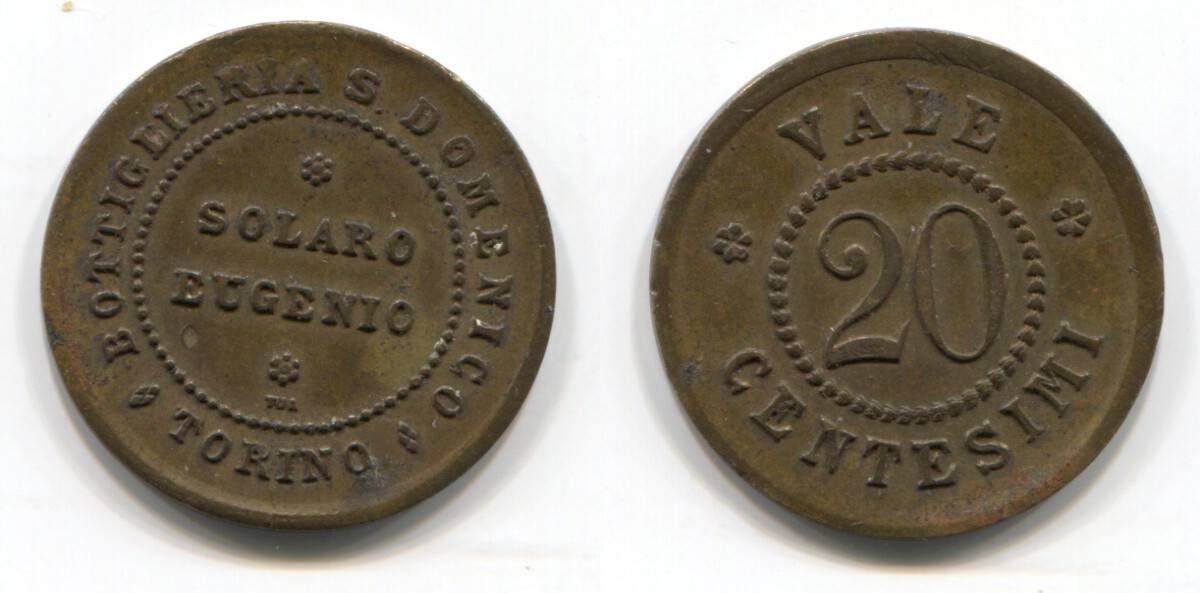 BOTTIGLIERIA S. DOMENICO
SOLARO
EUGENIO
TORINO
VALE
20
CENTESIMI